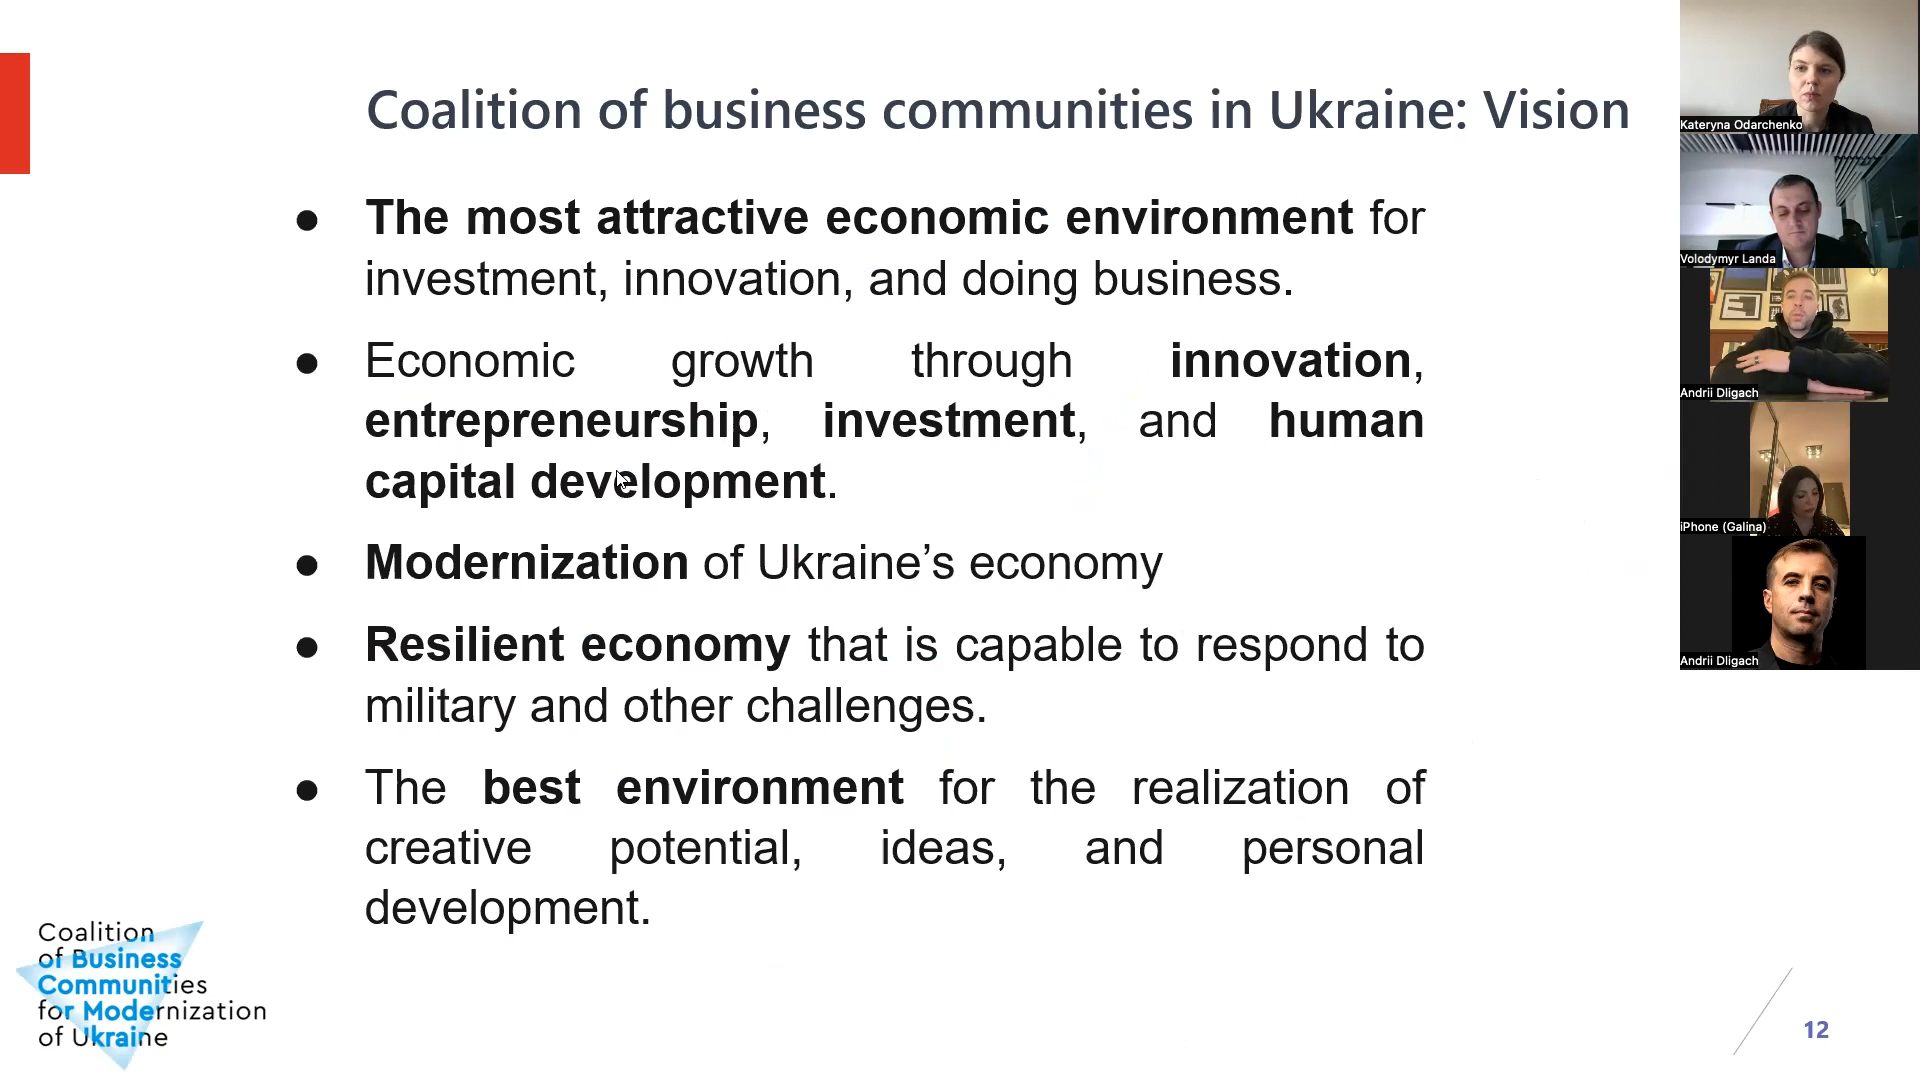 Coalition of business communities in Ukraine: Vision
● The most attractive economic environment for
investment, innovation, and doing business.
● Economic growth through innovation,
entrepreneurship, investment, and human
capital development.
● Modernization of Ukraine’s economy
● Resilient economy that is capable to respond to
military and other challenges.
● The best environment for the realization of
creative potential, ideas, and personal
development.
Coalition
of Business
Communities
for Modernization
of Ukraine
12
Kateryna Odarchenko
Volodymyr Landa
Andrii Dligach
iPhone (Galina)
Andrii Dligach